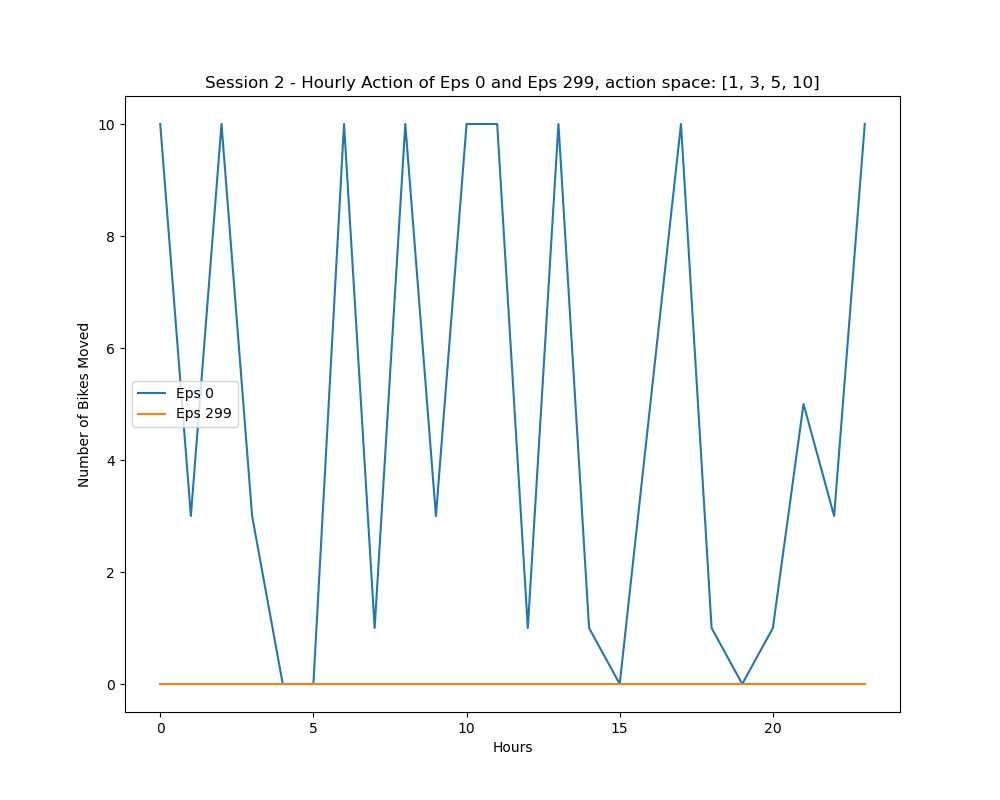 Session 2 - Hourly Action of Eps 0 and Eps 299, action space: [1, 3, 5, 10]
10
8
6
4
2
0
Number of Bikes Moved
Eps 0
Eps 299
0 5 10 15 20
Hours